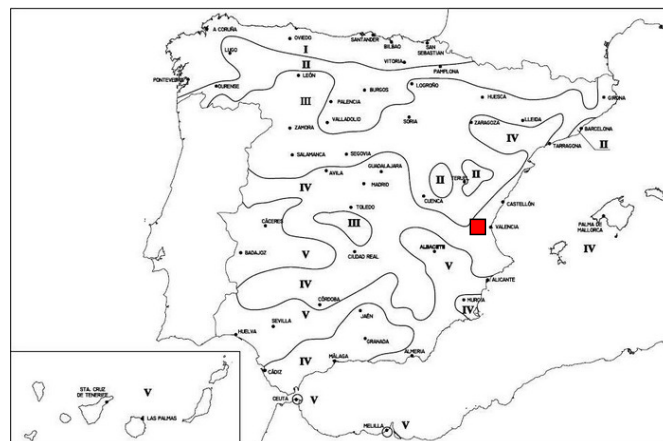 A CORUÑA
OVIEDO
SANTANDER
BILBAO
SAN
SEBASTIAN
LUGO
I
VITORIA
II
PONTEVEDRA
OURENSE
LEÓN
PAMPLONA
BURGOS
LOGROÑO
HUESCA
GIRONA
III
PALENCIA
ZAMORA
VALLADOLID
SORIA
ZARAGOZA
LLEIDA
IV
BARCELONA
II
TARRAGONA
SALAMANCA
SEGOVIA
AVILA
GUADALAJARA
IV
MADRID
II
II
TERUEL
CUENCA
CASTELLÓN
TOLEDO
III
CÁCERES
VALENCIA
PALMA DE
MALLORCA
IV
BADAJOZ
V
CIUDAD REAL
ALBACETE
V
IV
ALICANTE
CÓRDOBA
V
MURCIA
IV
SEVILLA
JAÉN
HUELVA
GRANADA
IV
CÁDIZ
MÁLAGA
ALMERIA
CEUTA
V
MELILLA
V
V
STA. CRUZ
DE TENERIFE
LAS PALMAS